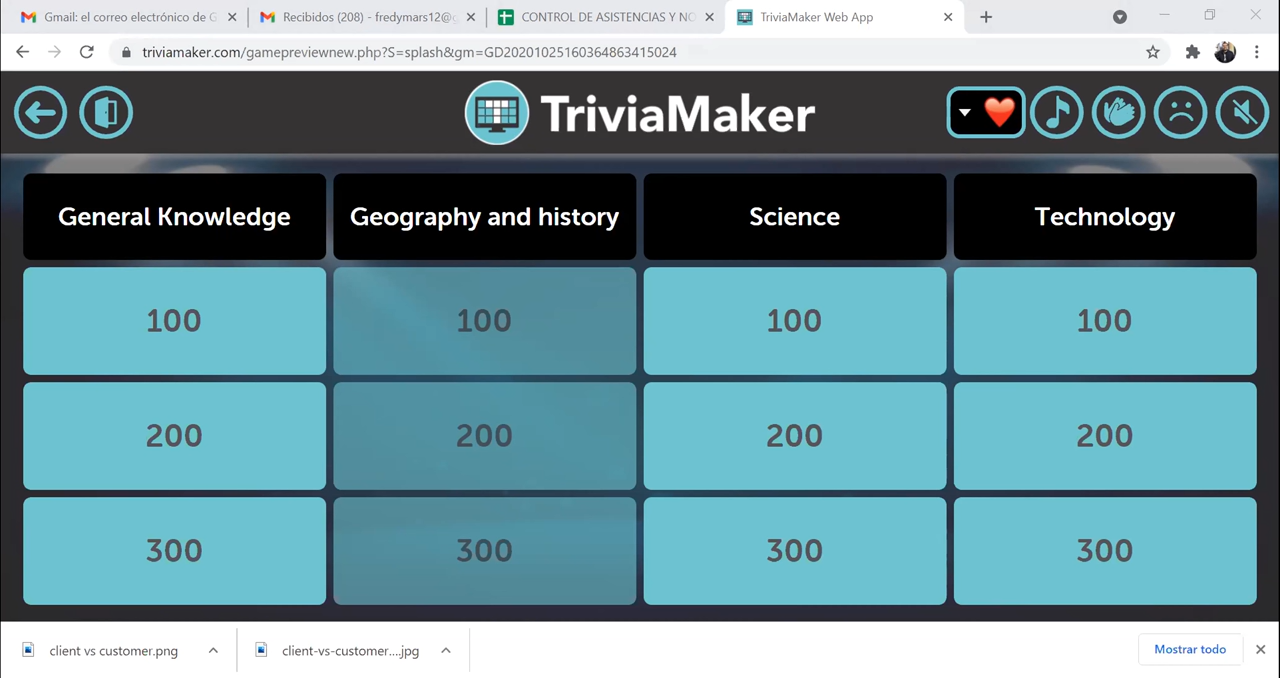 Gmail: el correo electrónico de G
Recibidos (208) - fredymars12@g
CONTROL DE ASISTENCIAS Y NO
TriviaMaker Web App
triviamaker.com/gamepreviewnew.php?S=splash&gm=GD20201025160364863415024
TriviaMaker
General Knowledge
Geography and history
Science
Technology
100
100
100
100
200
200
200
200
300
300
300
300
client vs customer.png
client-vs-customer....jpg
Mostrar todo